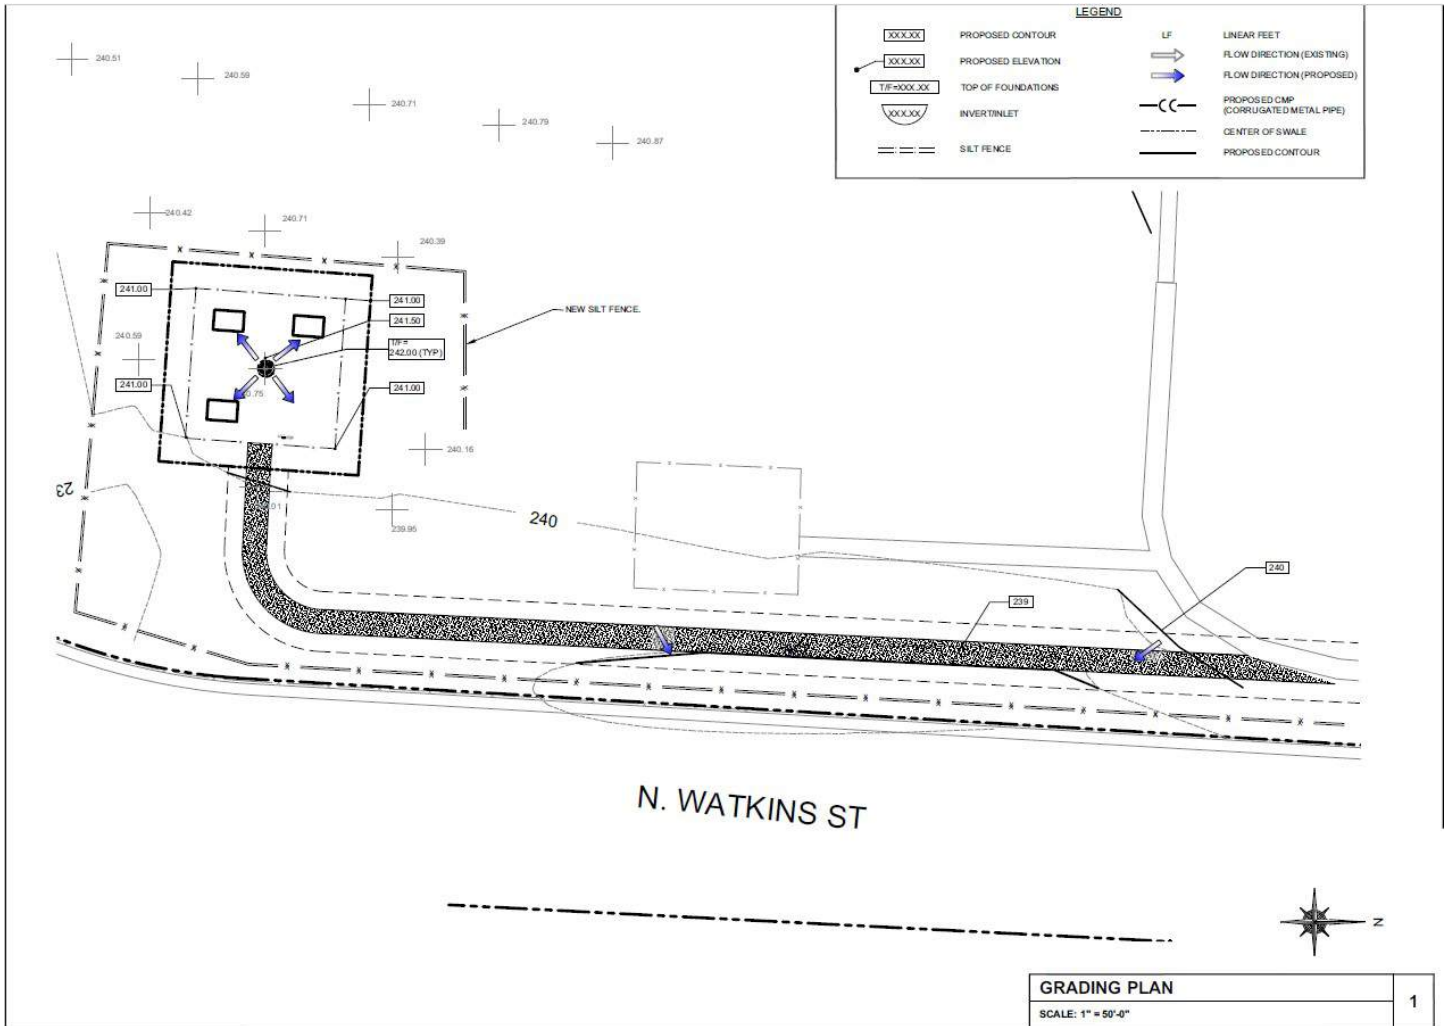 LEGEND
XXX.XX PROPOSED CONTOUR
XXX.XX PROPOSED ELEVATION
T/F=XXX.XX TOP OF FOUNDATIONS
XXX.XX INVERT/INLET
SILT FENCE
LF LINEAR FEET
FLOW DIRECTION (EXISTING)
FLOW DIRECTION (PROPOSED)
PROPOSED CMP
(CORRUGATED METAL PIPE)
CENTER OF SWALE
PROPOSED CONTOUR
240.51
240.59
240.71
240.79
240.87
240.42
240.71
240.39
241.00
241.00
NEW SILT FENCE.
241.50
240.59
T/F=
242.00 (TYP)
241.00
241.00
0.75
240.16
23
.01
239.95
240
240
239
N. WATKINS ST
N
GRADING PLAN
SCALE: 1" = 50'-0"
1